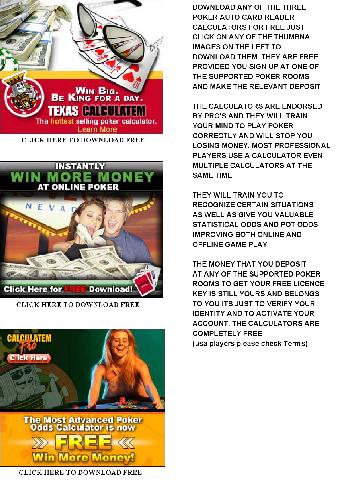 WIN BIG.
BE KING FOR A DAY.
TEXAS CALCULATEM
The hottest selling poker calculator.
Learn More
CLICK HERE TO DOWNLOAD FREE
INSTANTLY
WIN MORE MONEY
AT ONLINE POKER
NEVAD
Click Here for FREE Download!
CLICK HERE TO DOWNLOAD FREE
CALCULATEM
Pro
Click Here
The Most Advanced Poker
Odds Calculator is now
FREE
Win More Money!
CLICK HERE TO DOWNLOAD FREE
DOWNLOAD ANY OF THE THREE
POKER AUTO CARD READER
CALCULATORS FOR FREE JUST
CLICK ON ANY OF THE THUMBNA
IMAGES ON THE LEFT TO
DOWNLOAD THEM. THEY ARE FREE
PROVIDED YOU SIGN UP AT ONE OF
THE SUPPORTED POKER ROOMS
AND MAKE THE RELEVANT DEPOSIT
THE CALCULATORS ARE ENDORSED
BY PRO'S AND THEY WILL TRAIN
YOUR MIND TO PLAY POKER
CORRECTLY AND WILL STOP YOU
LOSING MONEY. MOST PROFESSIONAL
PLAYERS USE A CALCULATOR EVEN
MULTIPLE CALCULATORS AT THE
SAME TIME
THEY WILL TRAIN YOU TO
RECOGNIZE CERTAIN SITUATIONS
AS WELL AS GIVE YOU VALUABLE
STATISTICAL ODDS AND POT ODDS
IMPROVING BOTH ONLINE AND
OFFLINE GAME PLAY
THE MONEY THAT YOU DEPOSIT
AT ANY OF THE SUPPORTED POKER
ROOMS TO GET YOUR FREE LICENCE
KEY IS STILL YOURS AND BELONGS
TO YOU ITS JUST TO VERIFY YOUR
IDENTITY AND TO ACTIVATE YOUR
ACCOUNT, THE CALCULATORS ARE
COMPLETELY FREE
(usa players please check Terms)